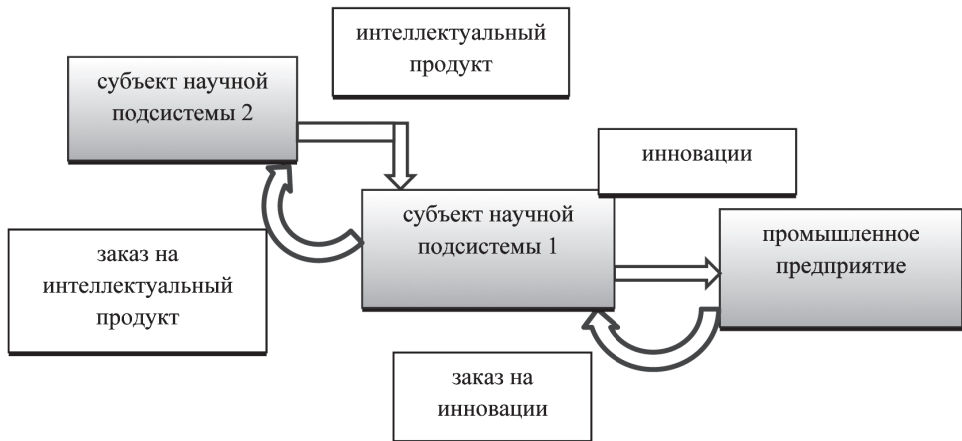 интеллектуальный
продукт
субъект научной
подсистемы 2
инновации
субъект научной
подсистемы 1
промышленное
предприятие
заказ на
интеллектуальный
продукт
заказ на
инновации